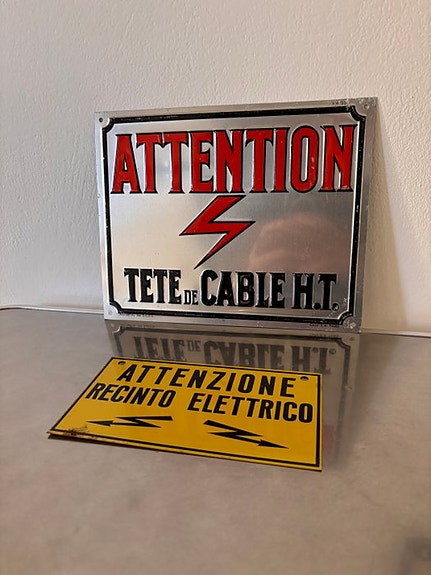 ATTENTION
TETE DE CABLE H.T.
ATTENZIONE
RECINTO ELETTRICO